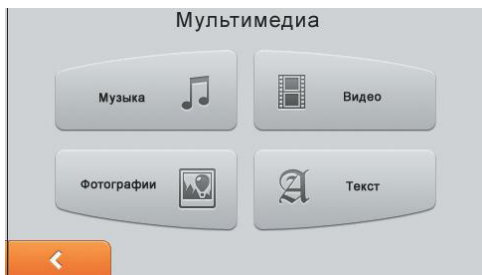 Мультимедиа
Музыка
Видео
Фотографии
Текст